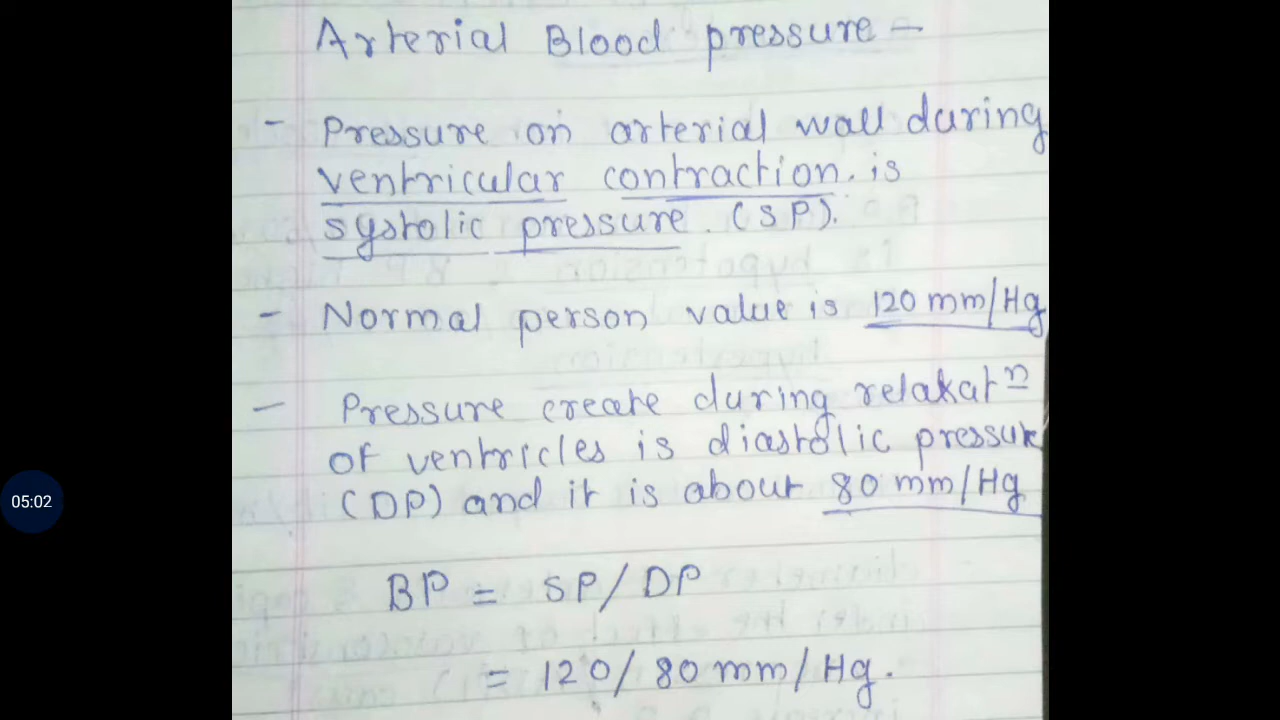 Arterial Blood pressure -
- Pressure on arterial wall during
ventricular contraction. is
systolic pressure. (SP).
- Normal person value is 120 mm/Hg
- Pressure create during relakatⁿ
of ventricles is diastolic pressure
(DP) and it is about 80 mm/Hg
05:02
BP = SP/DP
= 120/80 mm/Hg.